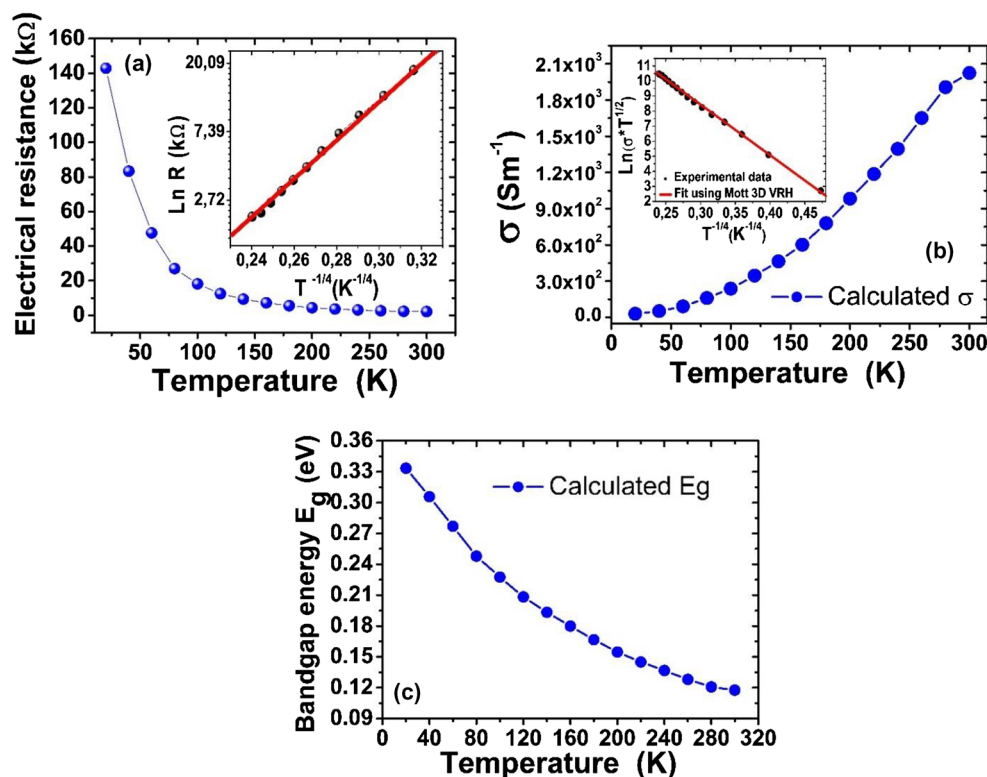 (a)
Electrical resistance (kΩ)
160
140
120
100
80
60
40
20
0
50 100 150 200 250 300
Temperature (K)
Ln R (kΩ)
20,09
7,39
2,72
0,24 0,26 0,28 0,30 0,32
T -1/4(K-1/4)
(b)
σ (Sm-1)
2.1x10³
1.8x10³
1.5x10³
1.2x10³
9.0x10²
6.0x10²
3.0x10²
0.0
0 50 100 150 200 250 300
Temperature (K)
Calculated σ
Ln(σ*T1/2)
11
10
9
8
7
6
5
4
3
2
Experimental data
Fit using Mott 3D VRH
0,25 0,30 0,35 0,40 0,45
T-1/4(K-1/4)
(c)
Bandgap energy Eg (eV)
0.36
0.33
0.30
0.27
0.24
0.21
0.18
0.15
0.12
0.09
Calculated Eg
0 40 80 120 160 200 240 280 320
Temperature (K)